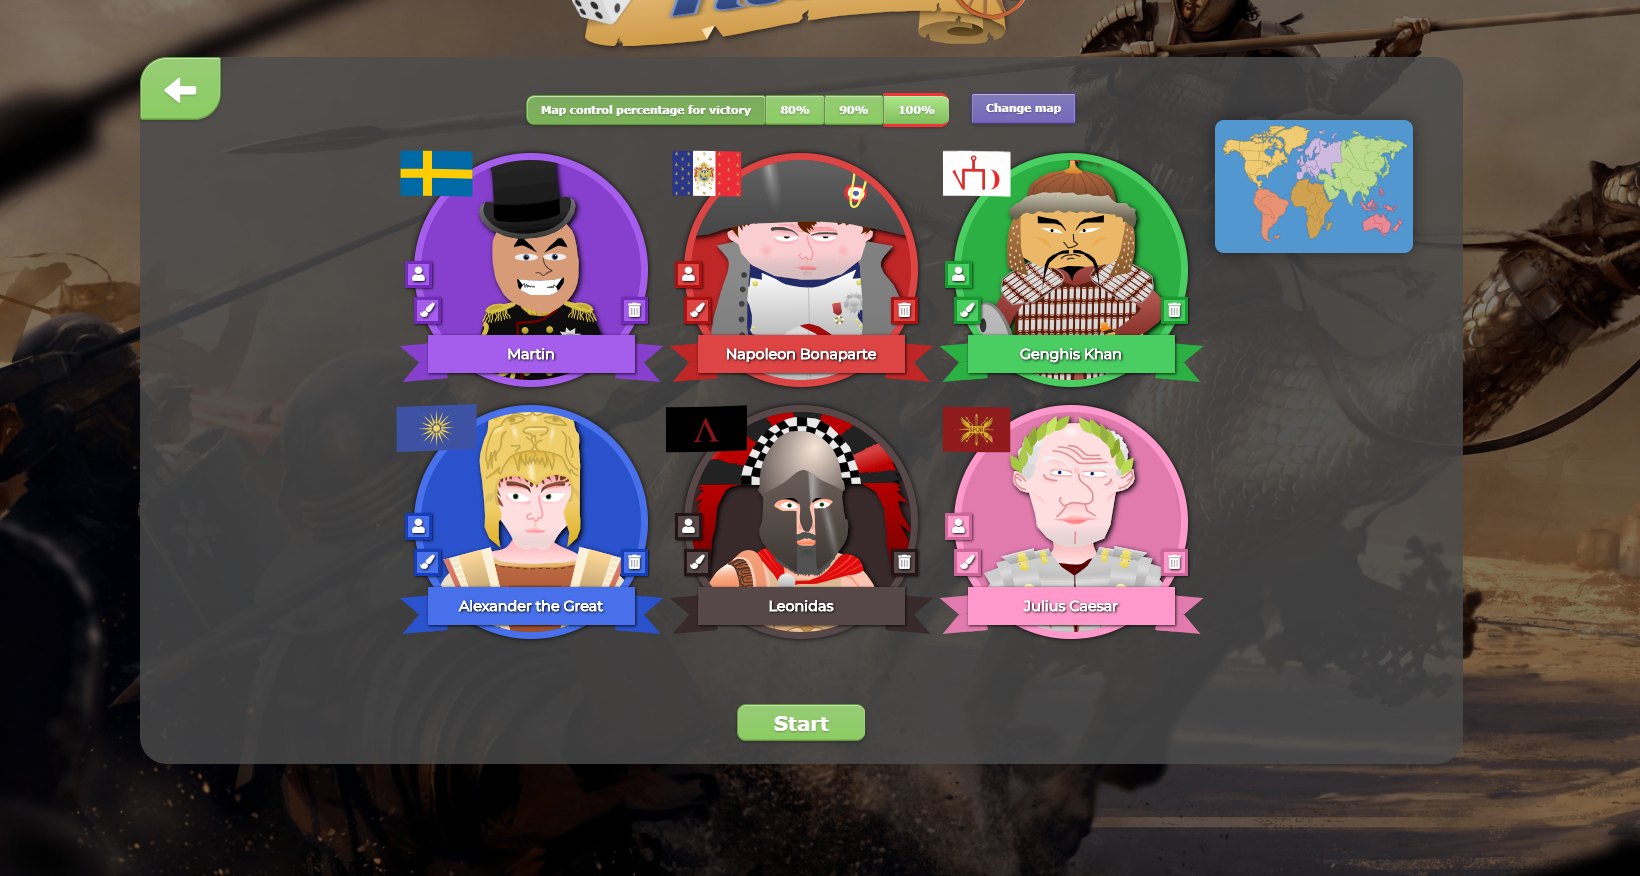 Map control percentage for victory 80% 90% 100% Change map
Martin
Napoleon Bonaparte
Genghis Khan
Alexander the Great
Leonidas
Julius Caesar
Start